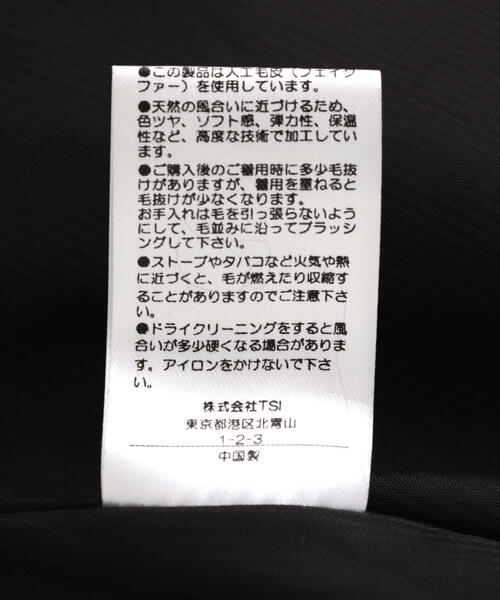 ●この製品は人工毛皮（フェイク
ファー）を使用しています。
●天然の風合いに近づけるため、
色ツヤ、ソフト感、弾力性、保温
性など、高度な技術で加工してい
ます。
●ご購入後のご着用時に多少毛抜
けがありますが、着用を重ねると
毛抜けが少なくなります。
お手入れは毛を引っ張らないよう
にして、毛並みに沿ってブラッシ
ングして下さい。
●ストーブやタバコなど火気や熱
に近づくと、毛が燃えたり収縮す
ることがありますのでご注意下さ
い。
●ドライクリーニングをすると風
合いが多少硬くなる場合がありま
す。アイロンをかけないで下さ
い。
株式会社TSI
東京都港区北青山
1-2-3
中国製